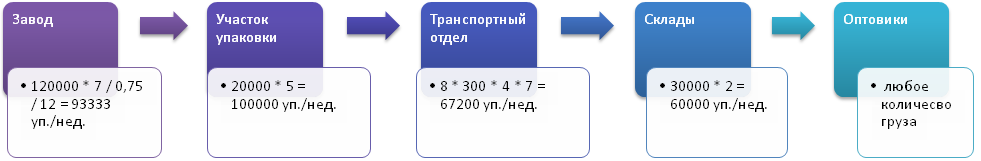 Завод
• 120000 * 7 / 0,75
/ 12 = 93333
уп./нед.
Участок
упаковки
• 20000 * 5 =
100000 уп./нед.
Транспортный
отдел
• 8 * 300 * 4 * 7 =
67200 уп./нед.
Склады
• 30000 * 2 =
60000 уп./нед.
Оптовики
• любое
количесво
груза